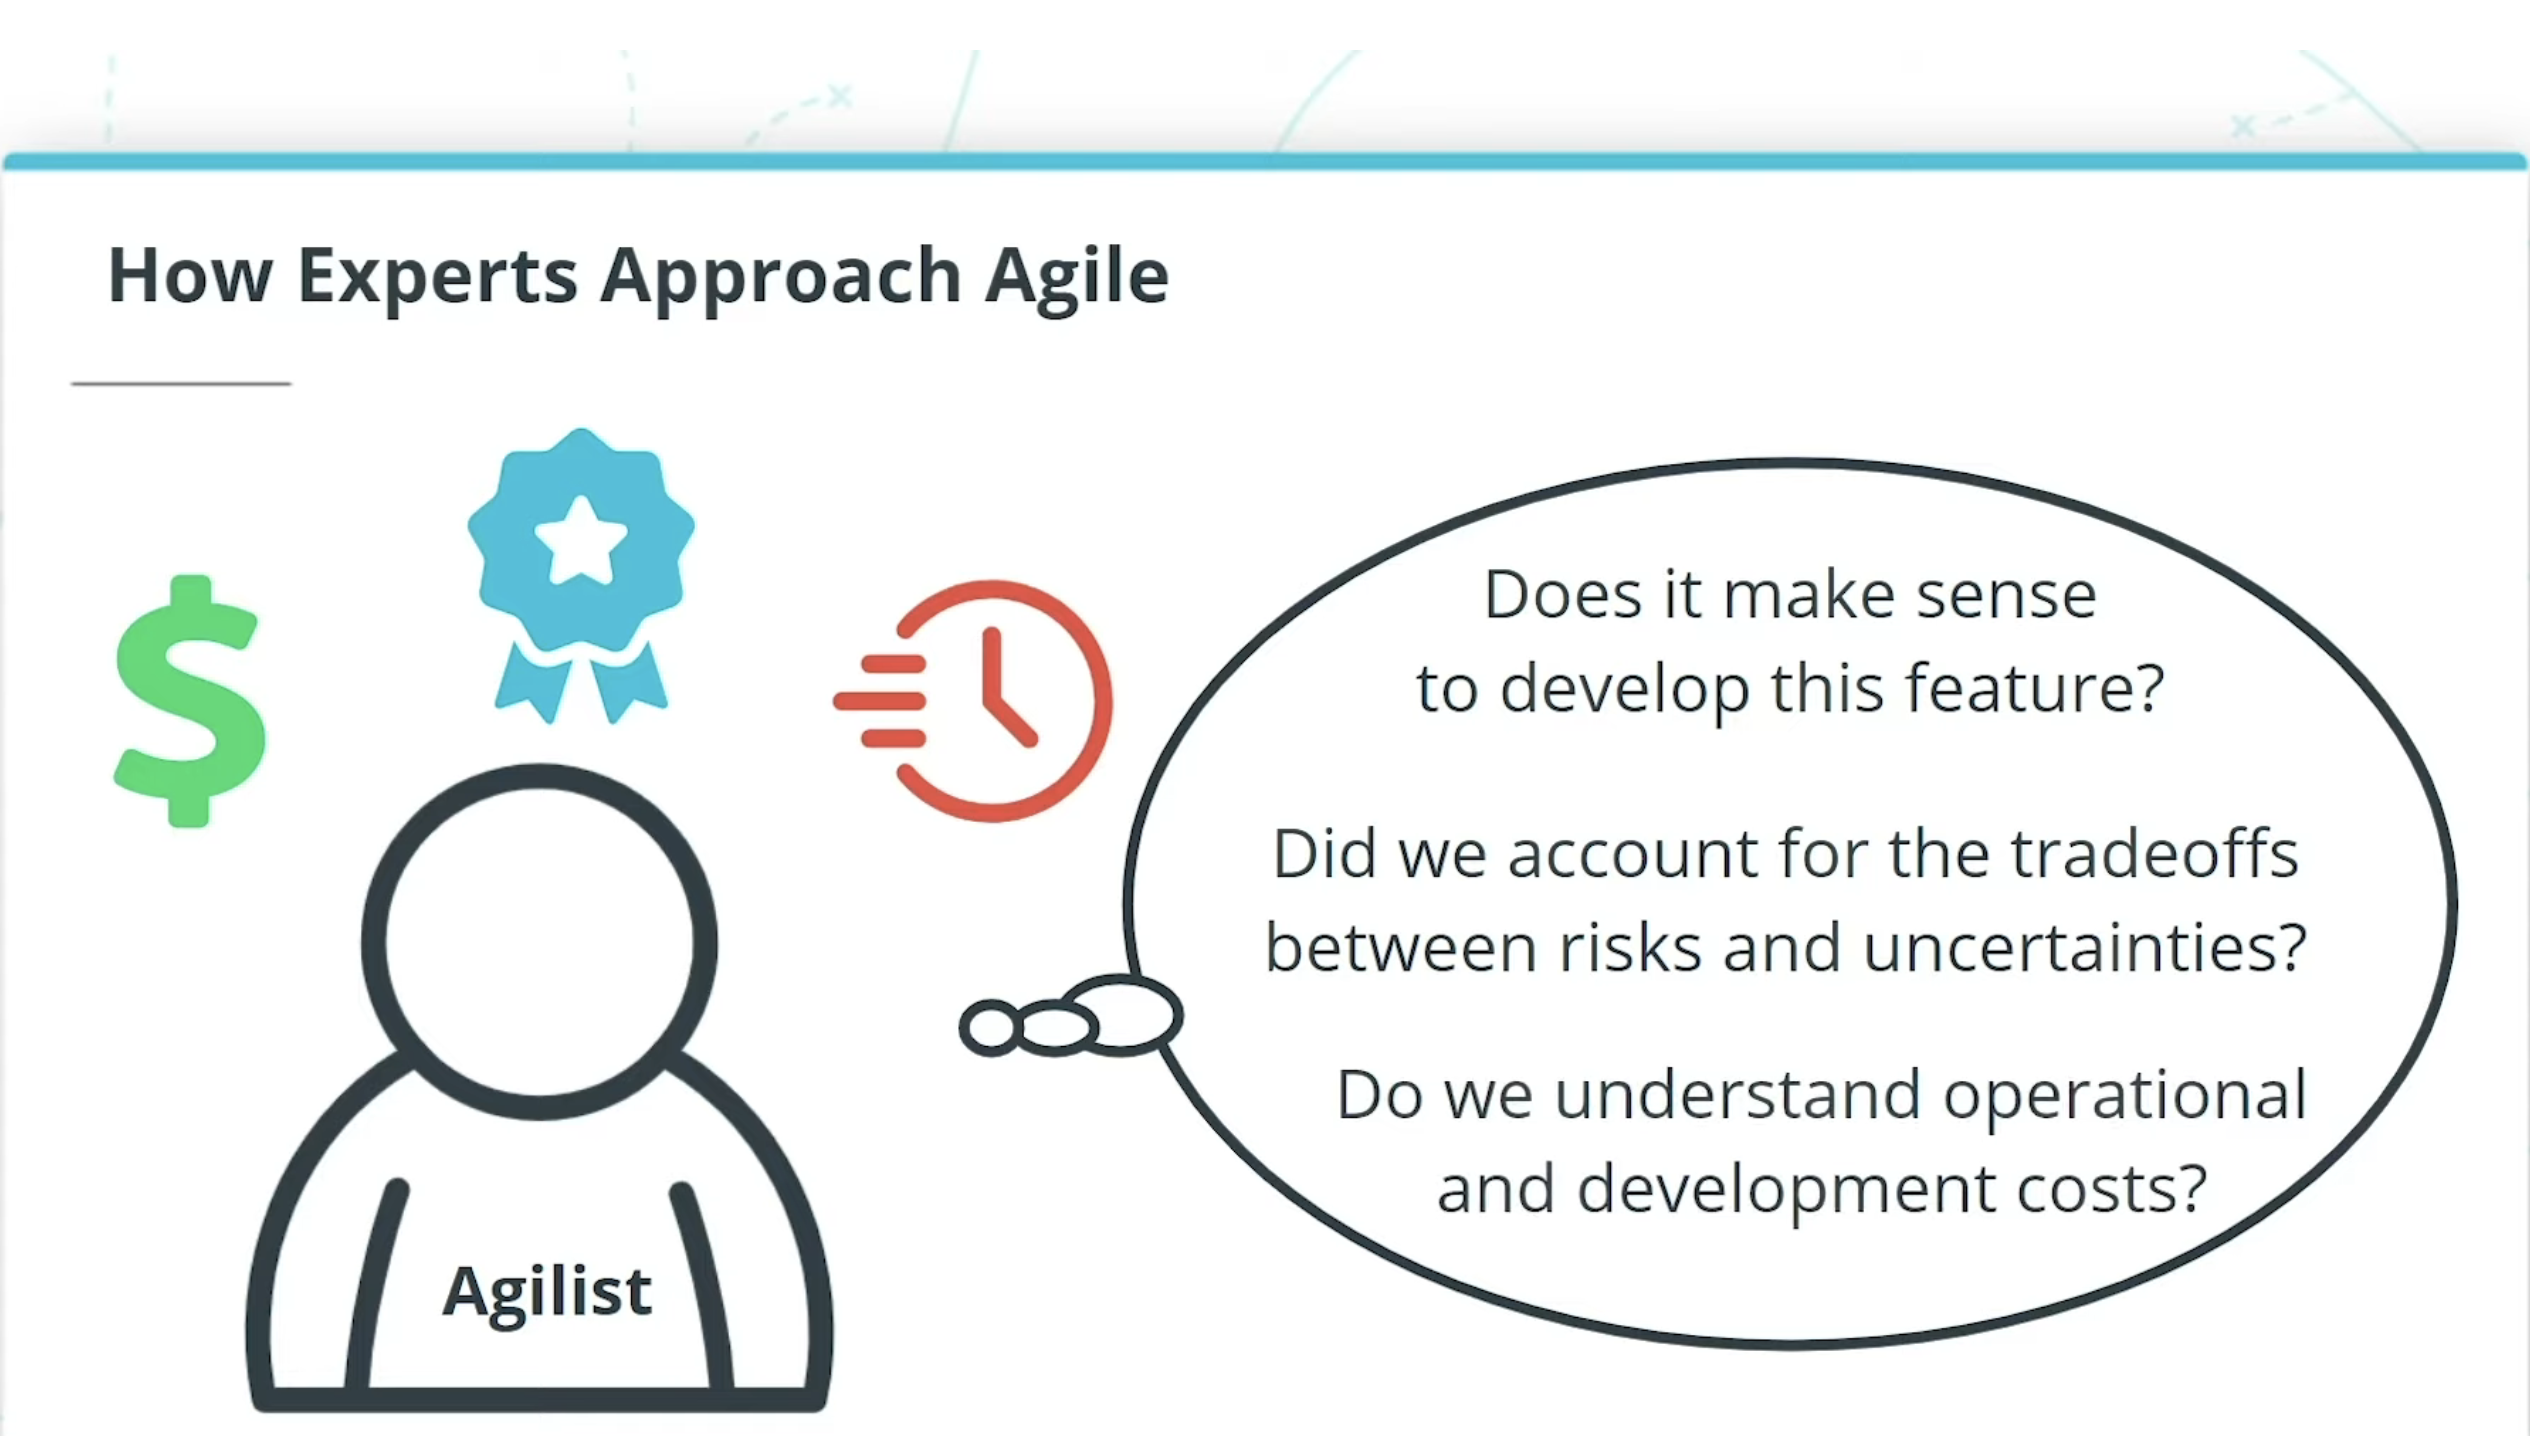 How Experts Approach Agile
Does it make sense
to develop this feature?
Did we account for the tradeoffs
between risks and uncertainties?
Do we understand operational
and development costs?
Agilist